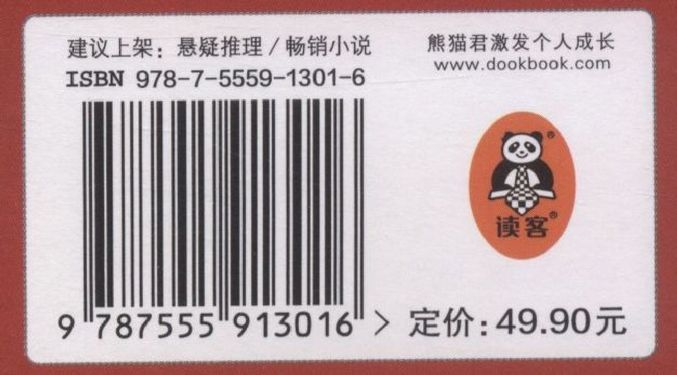 建议上架：悬疑推理/畅销小说
ISBN 978-7-5559-1301-6
9 787555 913016 >
熊猫君激发个人成长
www.dookbook.com
®
读客®
定价：49.90元